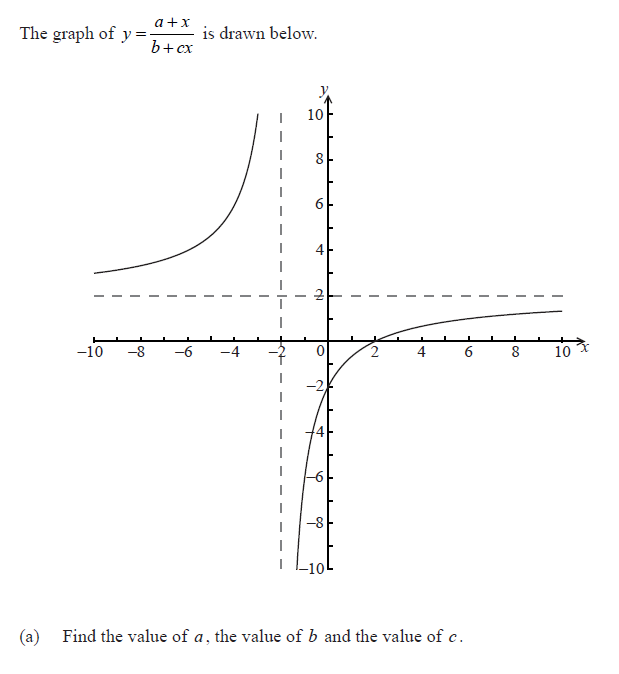 The graph of y = (a + x)/(b + cx) is drawn below.
y
10
8
6
4
2
−10 −8 −6 −4 −2 0 2 4 6 8 10 x
−2
−4
−6
−8
−10
(a) Find the value of a, the value of b and the value of c.